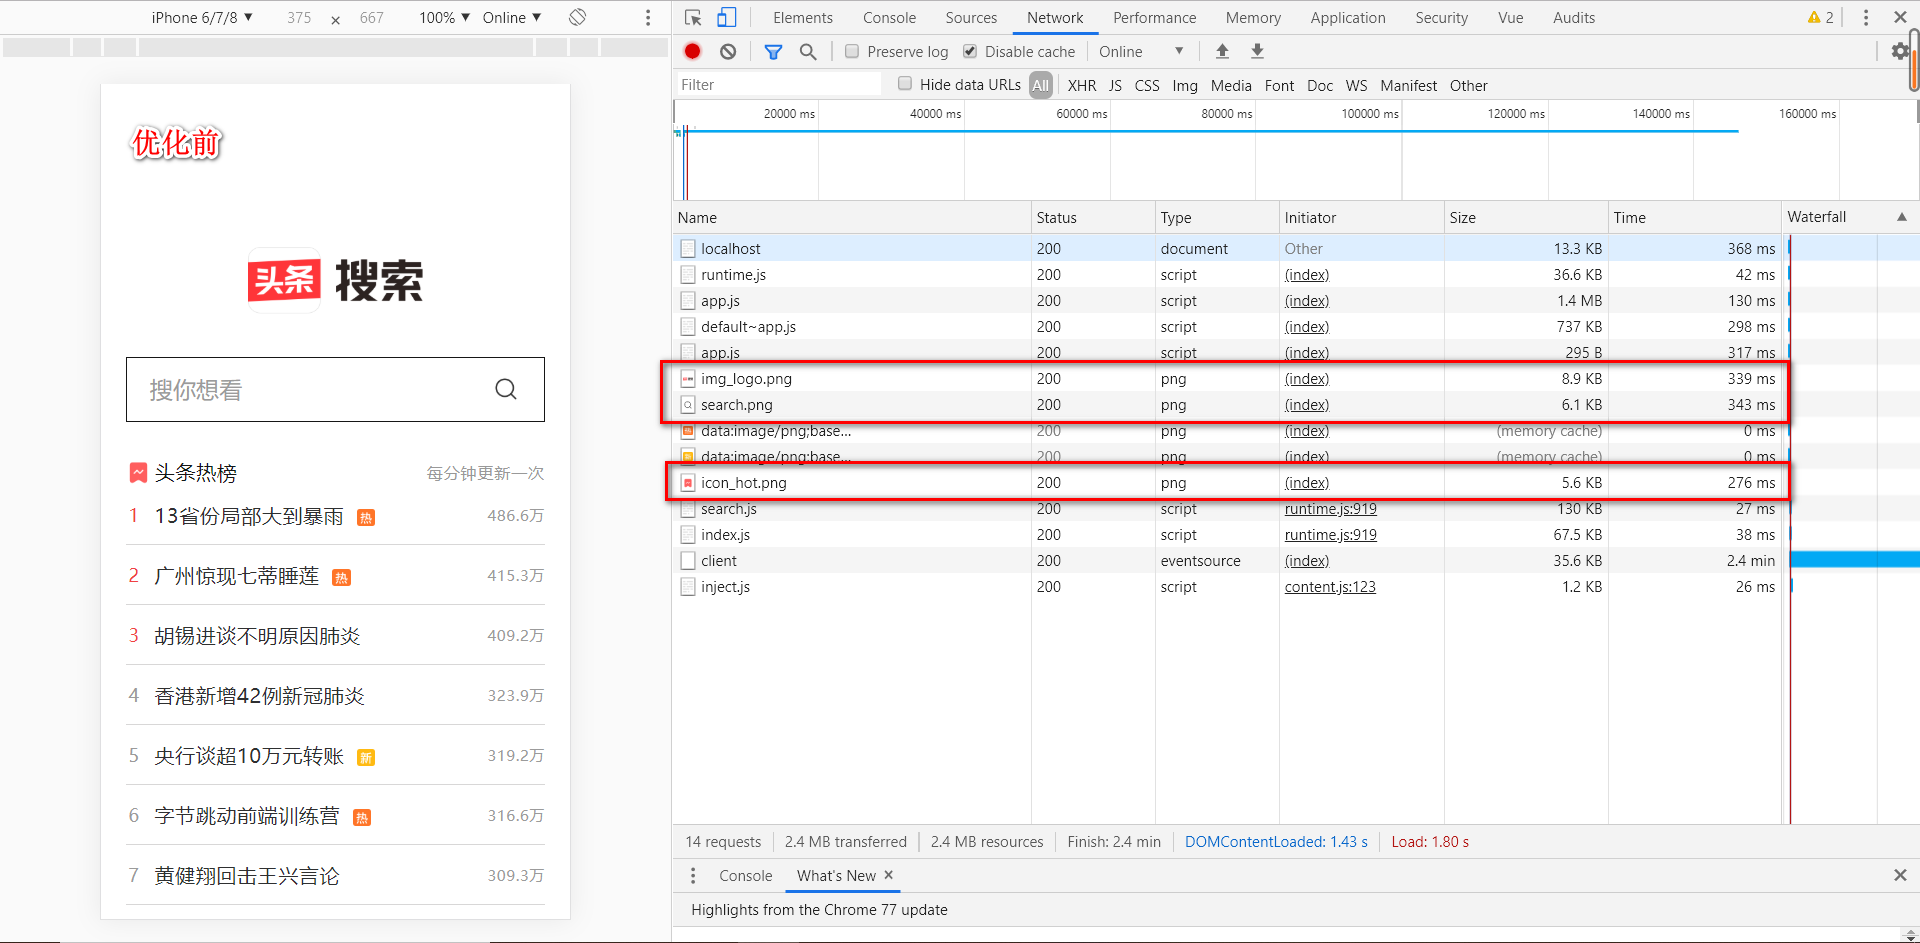 iPhone 6/7/8 ▼ 375 × 667 100% ▼ Online ▼
优化前
头条 搜索
搜你想看
头条热榜 每分钟更新一次
1 13省份局部大到暴雨 热 486.6万
2 广州惊现七蒂睡莲 热 415.3万
3 胡锡进谈不明原因肺炎 409.2万
4 香港新增42例新冠肺炎 323.9万
5 央行谈超10万元转账 新 319.2万
6 字节跳动前端训练营 热 316.6万
7 黄健翔回击王兴言论 309.3万
Elements Console Sources Network Performance Memory Application Security Vue Audits 2
Preserve log Disable cache Online ▼
Filter Hide data URLs All XHR JS CSS Img Media Font Doc WS Manifest Other
20000 ms 40000 ms 60000 ms 80000 ms 100000 ms 120000 ms 140000 ms 160000 ms
Name Status Type Initiator Size Time Waterfall ▲
localhost 200 document Other 13.3 KB 368 ms
runtime.js 200 script (index) 36.6 KB 42 ms
app.js 200 script (index) 1.4 MB 130 ms
default~app.js 200 script (index) 737 KB 298 ms
app.js 200 script (index) 295 B 317 ms
img_logo.png 200 png (index) 8.9 KB 339 ms
search.png 200 png (index) 6.1 KB 343 ms
data:image/png;base... 200 png (index) (memory cache) 0 ms
data:image/png;base... 200 png (index) (memory cache) 0 ms
icon_hot.png 200 png (index) 5.6 KB 276 ms
search.js 200 script runtime.js:919 130 KB 27 ms
index.js 200 script runtime.js:919 67.5 KB 38 ms
client 200 eventsource (index) 35.6 KB 2.4 min
inject.js 200 script content.js:123 1.2 KB 26 ms
14 requests 2.4 MB transferred 2.4 MB resources Finish: 2.4 min DOMContentLoaded: 1.43 s Load: 1.80 s
Console What's New ×
Highlights from the Chrome 77 update